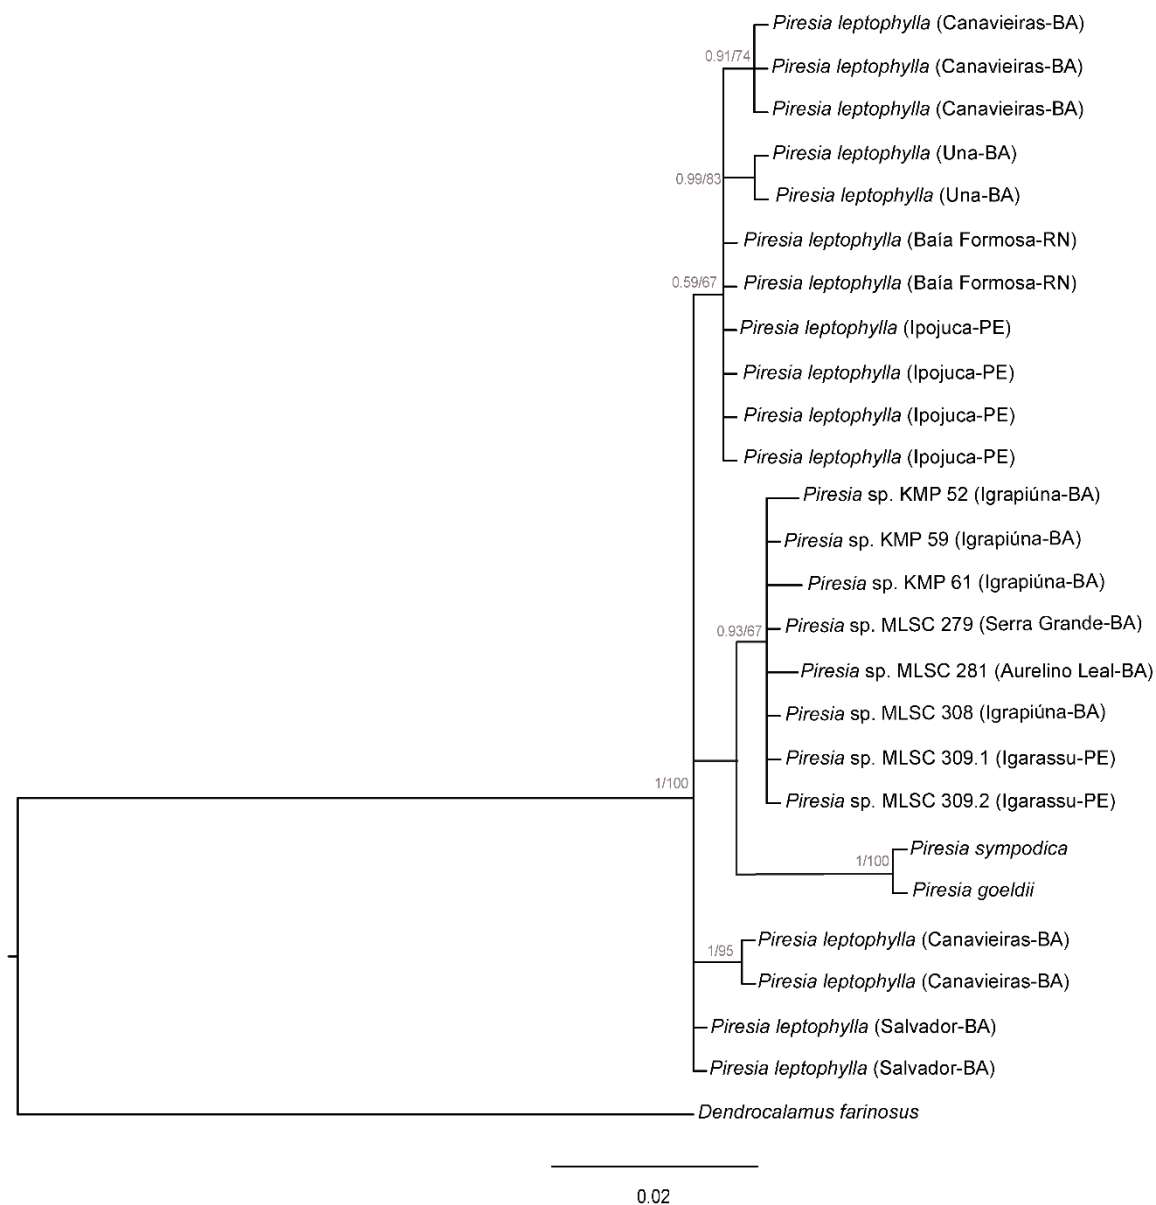 Piresia leptophylla (Canavieiras-BA)
0.91/74
Piresia leptophylla (Canavieiras-BA)
Piresia leptophylla (Canavieiras-BA)
Piresia leptophylla (Una-BA)
0.99/83
Piresia leptophylla (Una-BA)
Piresia leptophylla (Baía Formosa-RN)
0.59/67
Piresia leptophylla (Baía Formosa-RN)
Piresia leptophylla (Ipojuca-PE)
Piresia leptophylla (Ipojuca-PE)
Piresia leptophylla (Ipojuca-PE)
Piresia leptophylla (Ipojuca-PE)
Piresia sp. KMP 52 (Igrapiúna-BA)
Piresia sp. KMP 59 (Igrapiúna-BA)
Piresia sp. KMP 61 (Igrapiúna-BA)
0.93/67
Piresia sp. MLSC 279 (Serra Grande-BA)
Piresia sp. MLSC 281 (Aurelino Leal-BA)
Piresia sp. MLSC 308 (Igrapiúna-BA)
Piresia sp. MLSC 309.1 (Igarassu-PE)
1/100
Piresia sp. MLSC 309.2 (Igarassu-PE)
Piresia sympodica
1/100
Piresia goeldii
Piresia leptophylla (Canavieiras-BA)
1/95
Piresia leptophylla (Canavieiras-BA)
Piresia leptophylla (Salvador-BA)
Piresia leptophylla (Salvador-BA)
Dendrocalamus farinosus
0.02